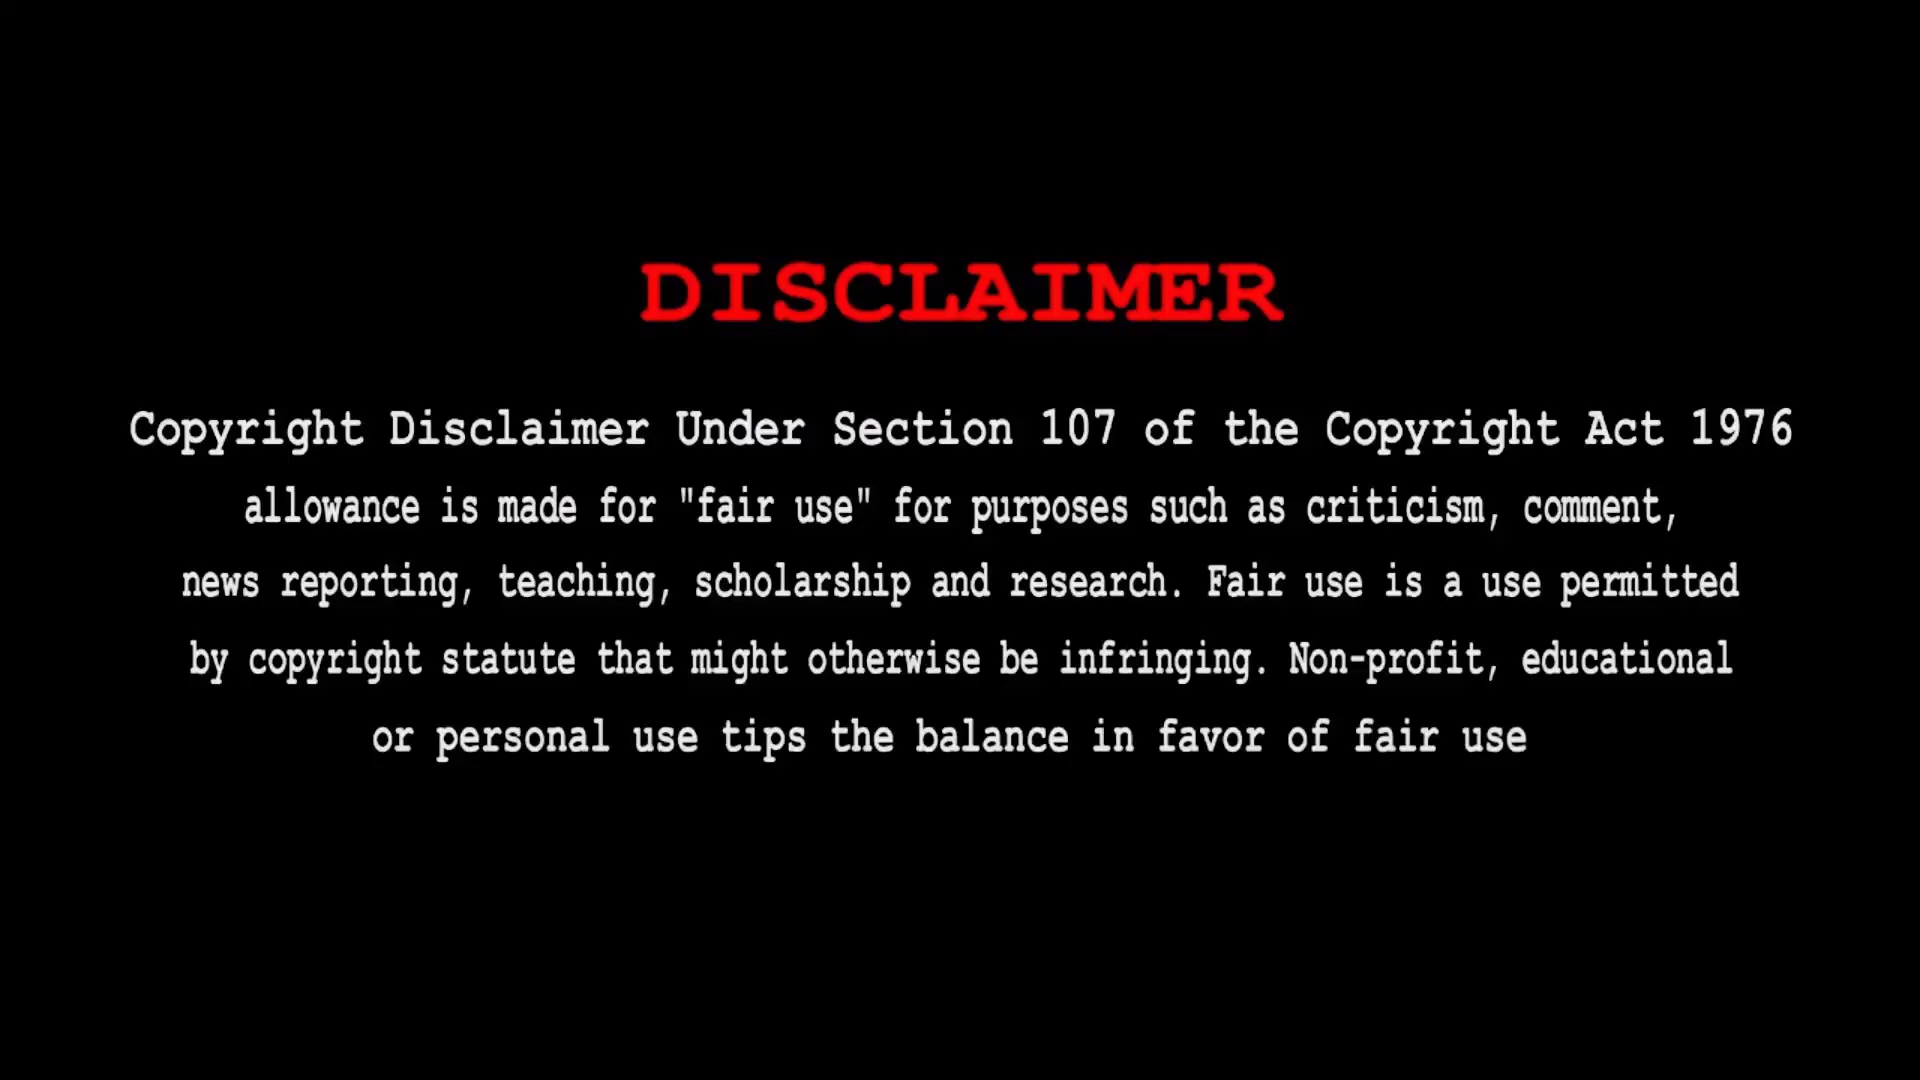 DISCLAIMER
Copyright Disclaimer Under Section 107 of the Copyright Act 1976
allowance is made for "fair use" for purposes such as criticism, comment,
news reporting, teaching, scholarship and research. Fair use is a use permitted
by copyright statute that might otherwise be infringing. Non-profit, educational
or personal use tips the balance in favor of fair use